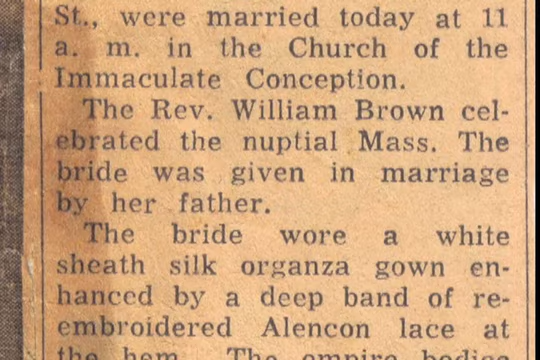 St., were married today at 11
a. m. in the Church of the
Immaculate Conception.
The Rev. William Brown cel-
ebrated the nuptial Mass. The
bride was given in marriage
by her father.
The bride wore a white
sheath silk organza gown en-
hanced by a deep band of re-
embroidered Alencon lace at
the hem. The empire bodice